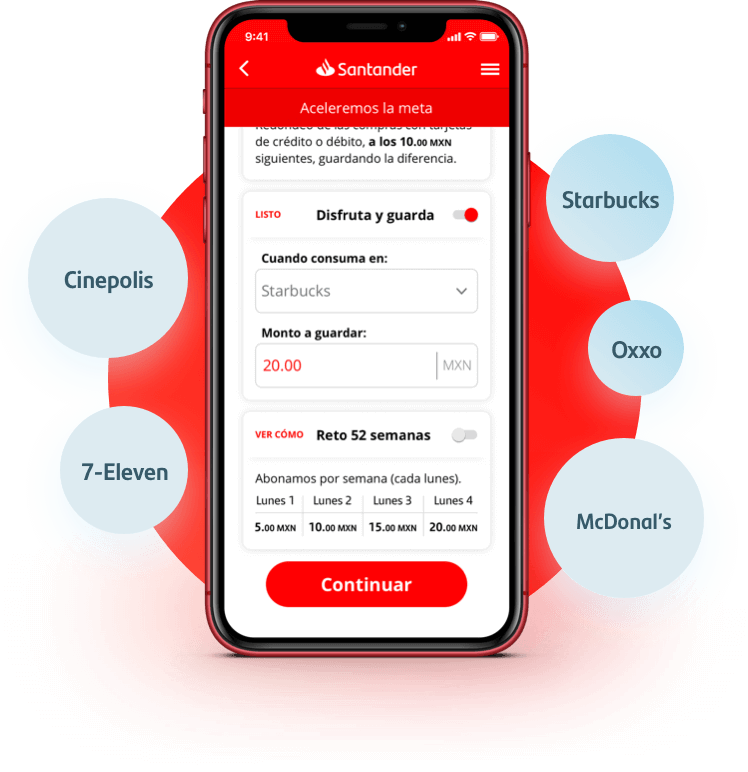 9:41
Santander
Aceleremos la meta
Redondeo de las compras con tarjetas
de crédito o débito, a los 10.00 MXN
siguientes, guardando la diferencia.
LISTO Disfruta y guarda
Cuando consuma en:
Starbucks
Monto a guardar:
20.00 MXN
VER CÓMO Reto 52 semanas
Abonamos por semana (cada lunes).
Lunes 1 Lunes 2 Lunes 3 Lunes 4
5.00 MXN 10.00 MXN 15.00 MXN 20.00 MXN
Continuar
Cinepolis
7-Eleven
Starbucks
Oxxo
McDonal's